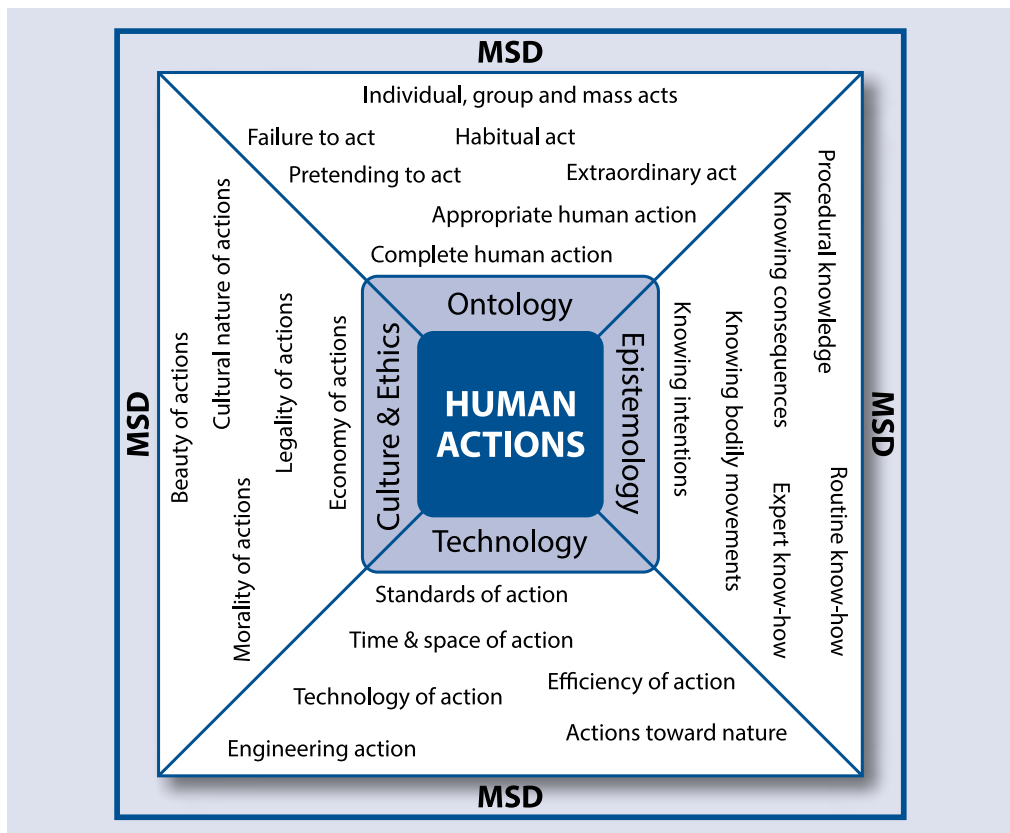 MSD
Individual, group and mass acts
Failure to act
Habitual act
Pretending to act
Extraordinary act
Appropriate human action
Complete human action
Ontology
MSD
Beauty of actions
Cultural nature of actions
Morality of actions
Legality of actions
Economy of actions
Culture & Ethics
HUMAN
ACTIONS
Epistemology
Knowing intentions
Knowing bodily movements
Knowing consequences
Expert know-how
Procedural knowledge
Routine know-how
MSD
Technology
Standards of action
Time & space of action
Efficiency of action
Technology of action
Actions toward nature
Engineering action
MSD